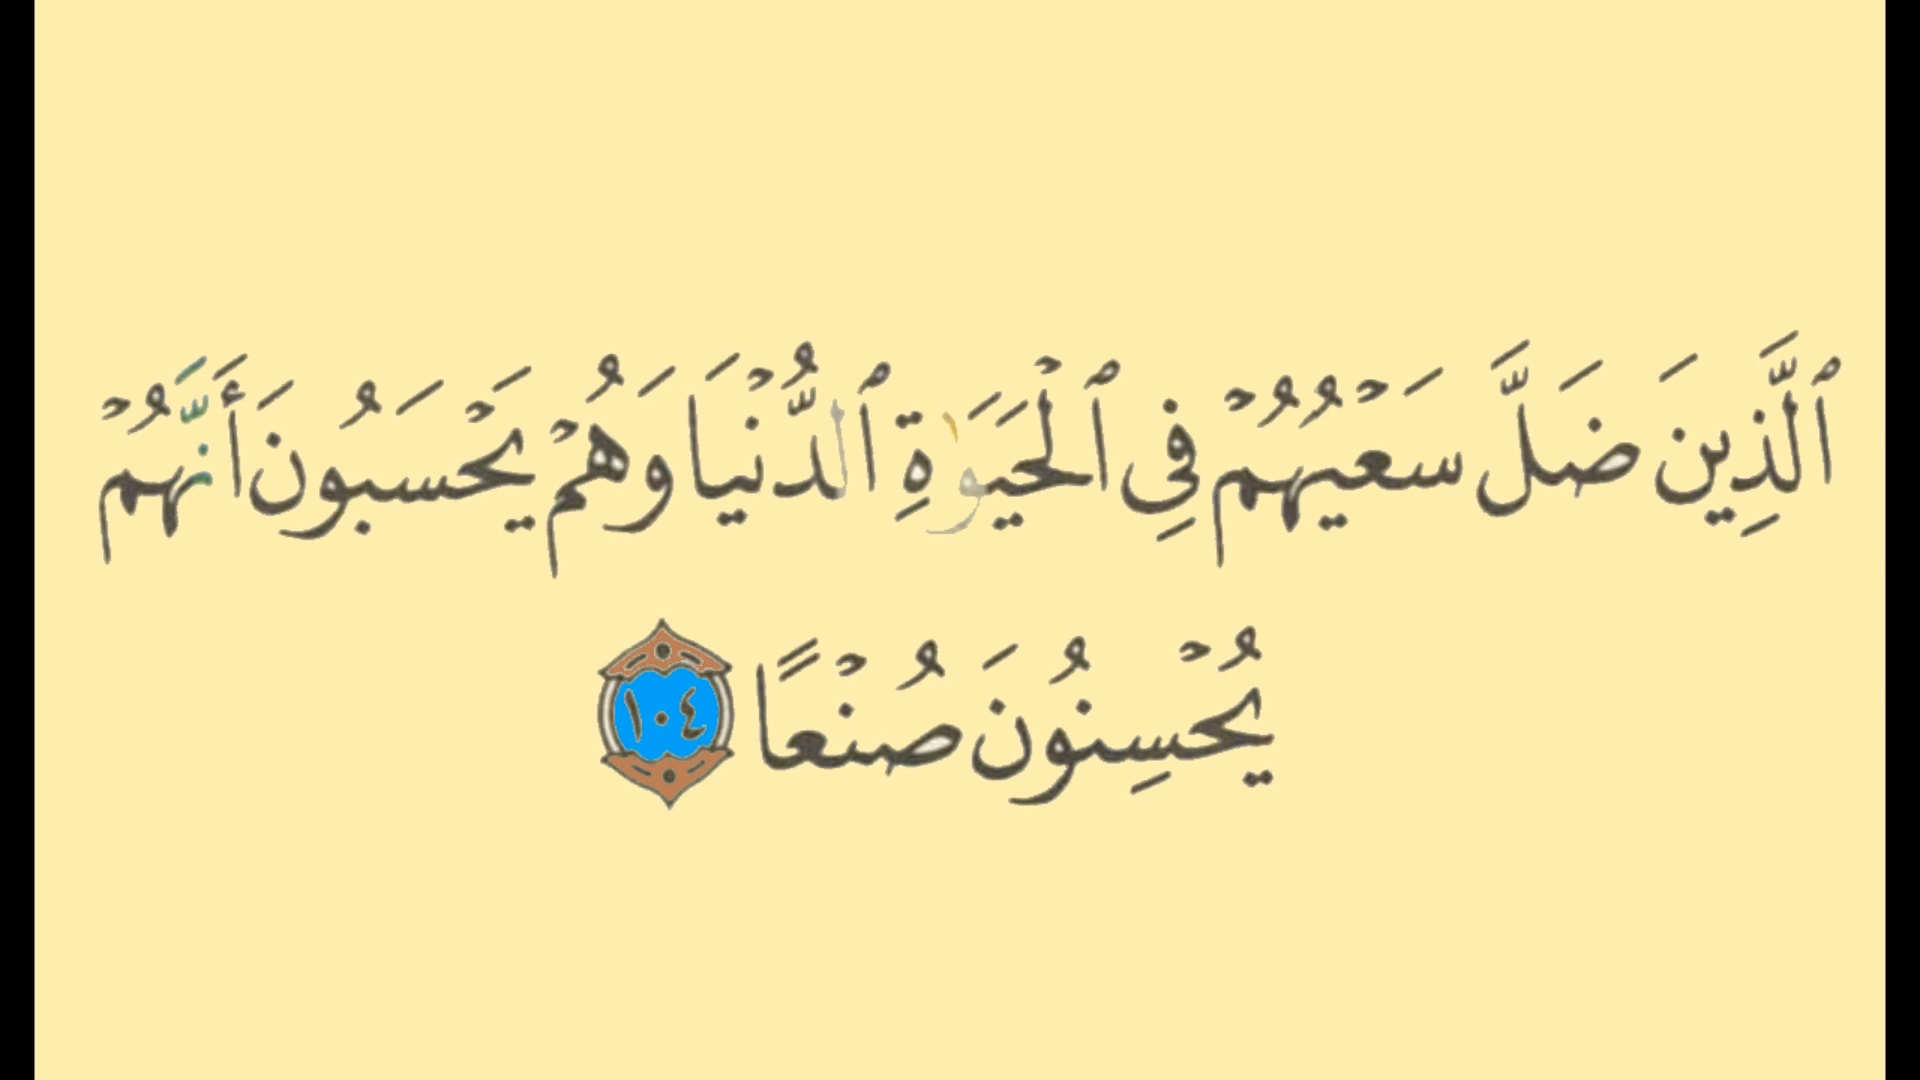 ٱلَّذِينَ ضَلَّ سَعۡيُهُمۡ فِي ٱلۡحَيَوٰةِ ٱلدُّنۡيَا وَهُمۡ يَحۡسَبُونَ أَنَّهُمۡ
يُحۡسِنُونَ صُنۡعًا ١٠٤